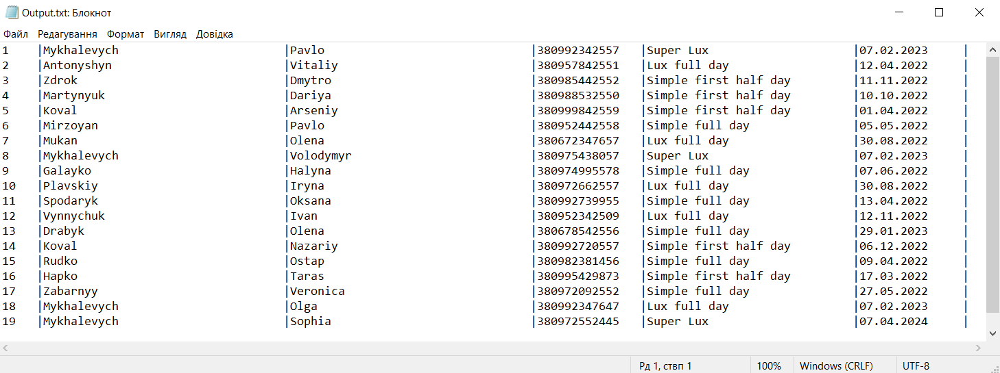 Output.txt: Блокнот
Файл Редагування Формат Вигляд Довідка
1 |Mykhalevych |Pavlo |380992342557 |Super Lux |07.02.2023 |
2 |Antonyshyn |Vitaliy |380957842551 |Lux full day |12.04.2022 |
3 |Zdrok |Dmytro |380985442552 |Simple first half day |11.11.2022 |
4 |Martynyuk |Dariya |380988532550 |Simple first half day |10.10.2022 |
5 |Koval |Arseniy |380999842559 |Simple first half day |01.04.2022 |
6 |Mirzoyan |Pavlo |380952442558 |Simple full day |05.05.2022 |
7 |Mukan |Olena |380672347657 |Lux full day |30.08.2022 |
8 |Mykhalevych |Volodymyr |380975438057 |Super Lux |07.02.2023 |
9 |Galayko |Halyna |380974995578 |Simple full day |07.06.2022 |
10 |Plavskiy |Iryna |380972662557 |Lux full day |30.08.2022 |
11 |Spodaryk |Oksana |380992739955 |Simple full day |13.04.2022 |
12 |Vynnychuk |Ivan |380952342509 |Lux full day |12.11.2022 |
13 |Drabyk |Olena |380678542556 |Simple full day |29.01.2023 |
14 |Koval |Nazariy |380992720557 |Simple first half day |06.12.2022 |
15 |Rudko |Ostap |380982381456 |Simple full day |09.04.2022 |
16 |Hapko |Taras |380995429873 |Simple first half day |17.03.2022 |
17 |Zabarnyy |Veronica |380972092552 |Simple full day |27.05.2022 |
18 |Mykhalevych |Olga |380992347647 |Lux full day |07.02.2023 |
19 |Mykhalevych |Sophia |380972552445 |Super Lux |07.04.2024 |
Рд 1, ствп 1 100% Windows (CRLF) UTF-8